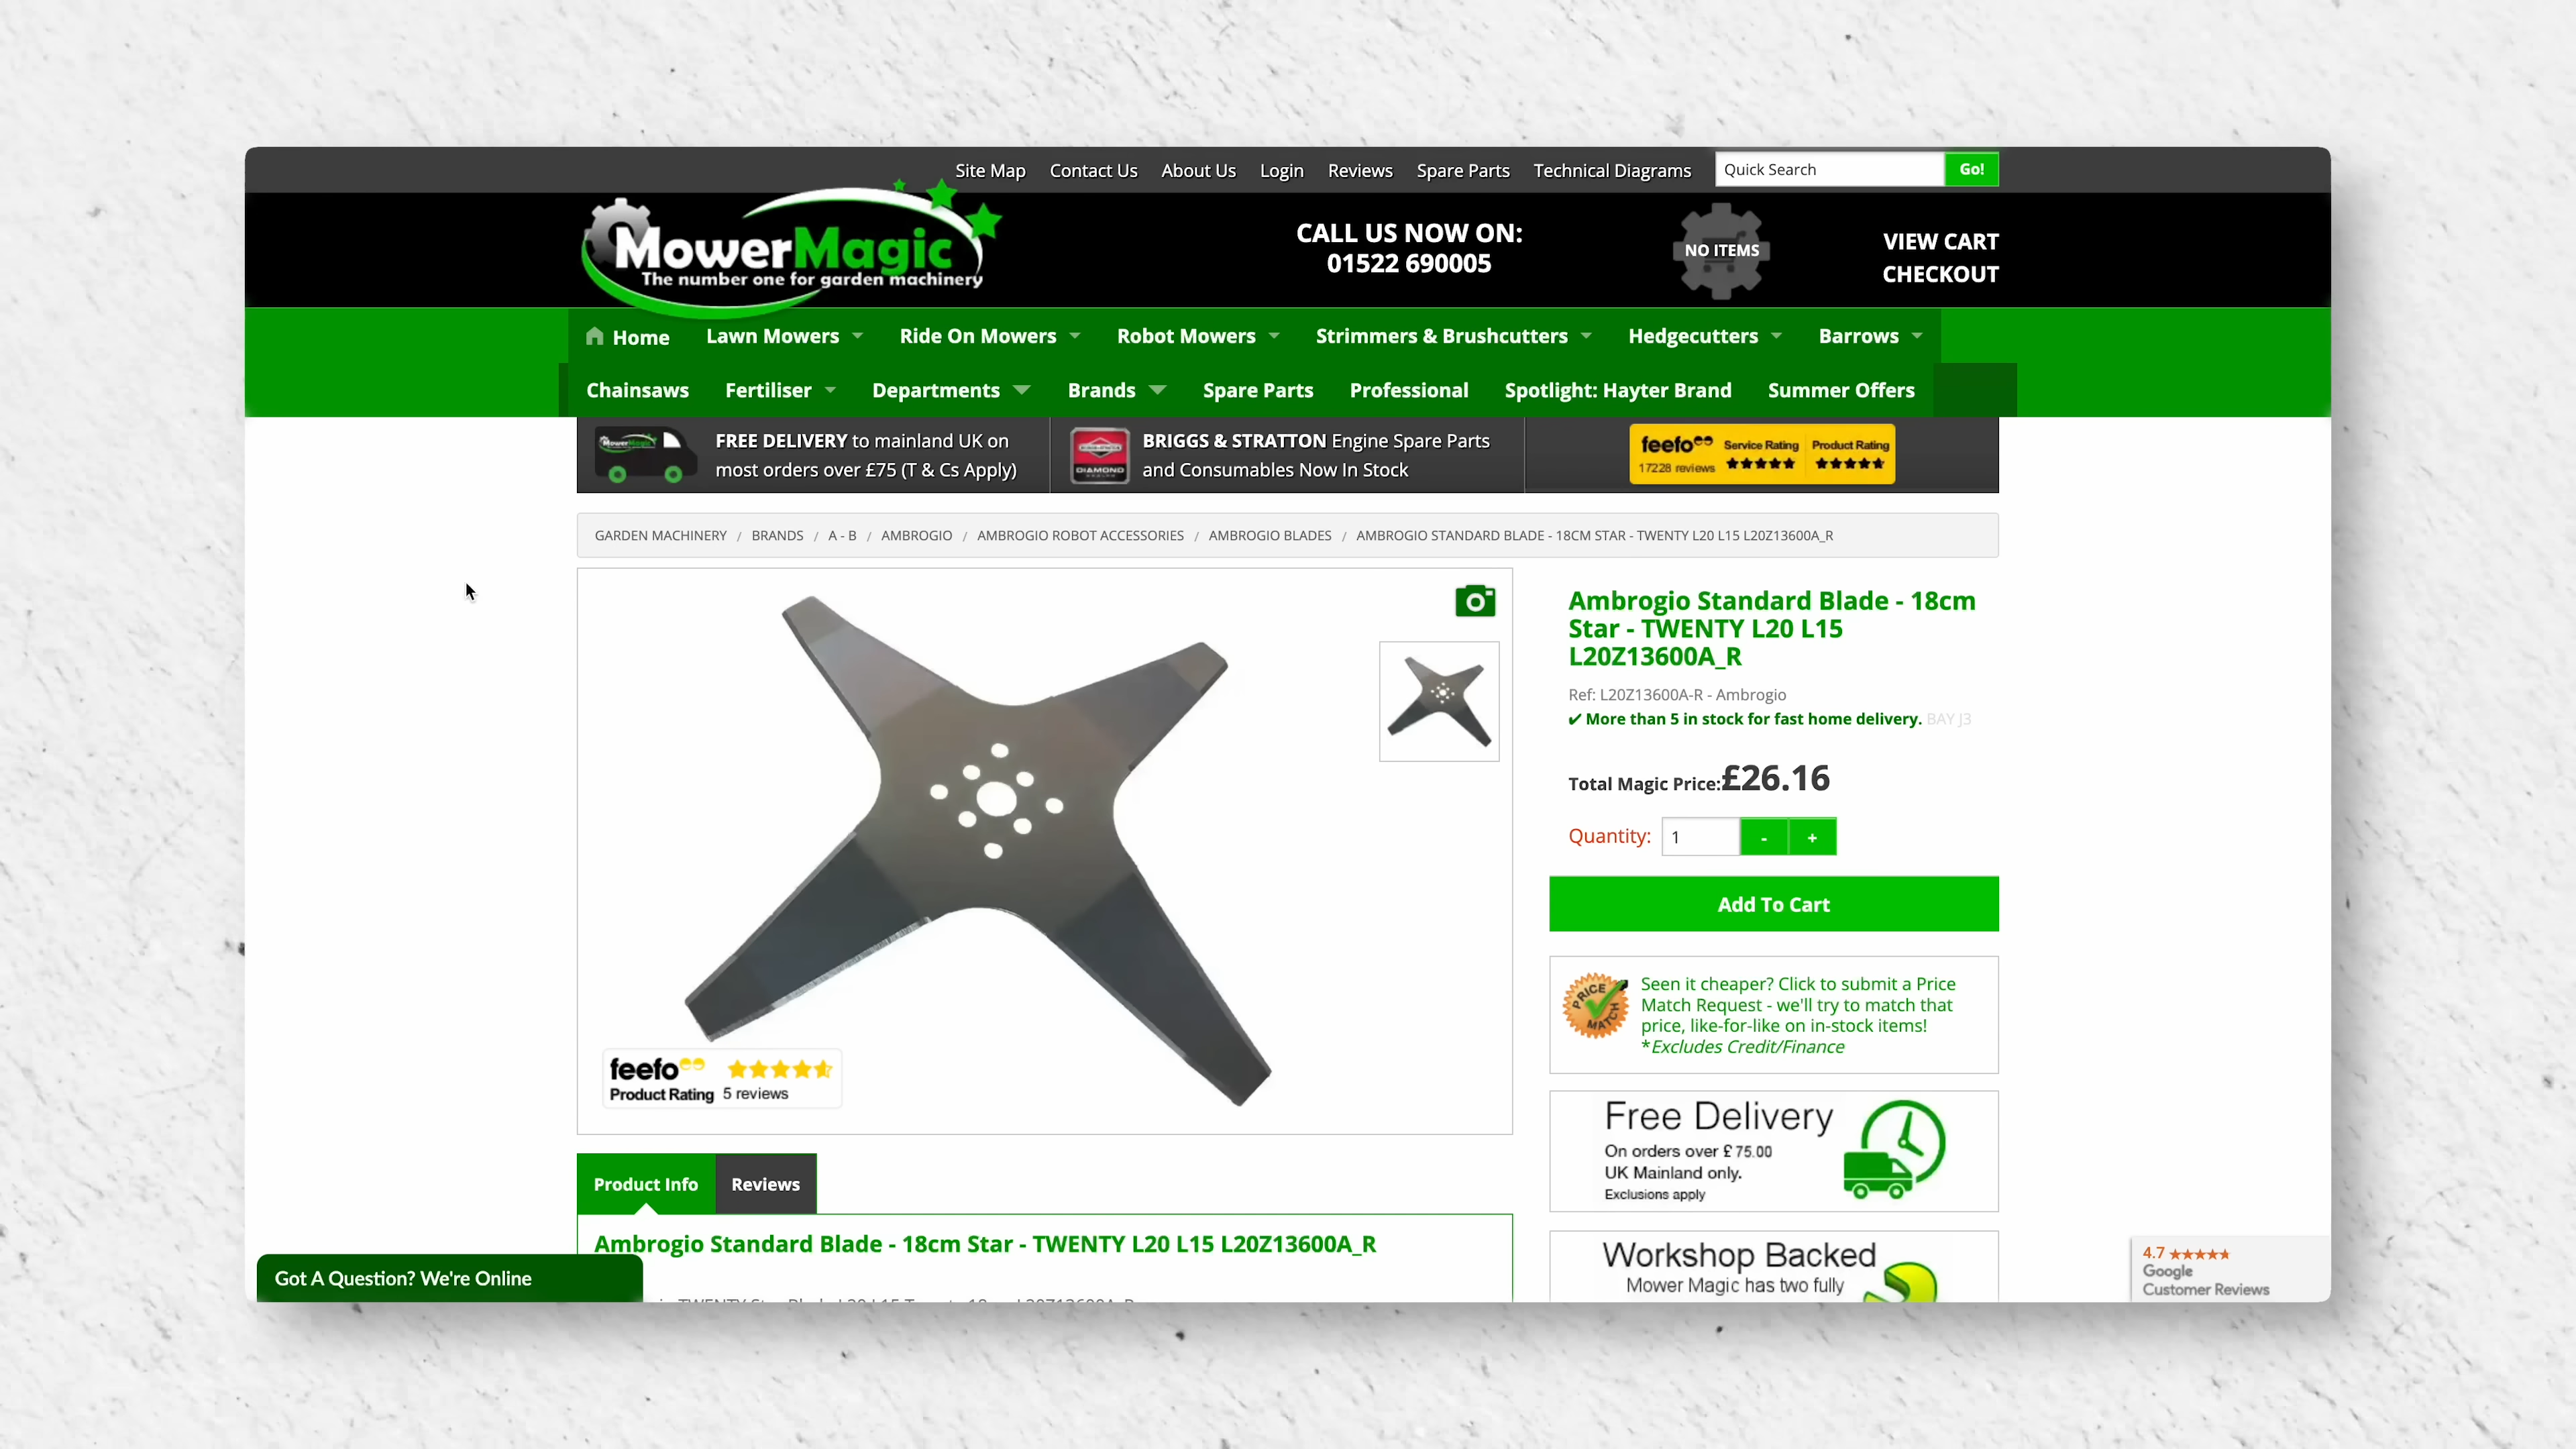 Site Map Contact Us About Us Login Reviews Spare Parts Technical Diagrams Quick Search Go!
MowerMagic
The number one for garden machinery
CALL US NOW ON:
01522 690005
NO ITEMS
VIEW CART
CHECKOUT
Home Lawn Mowers Ride On Mowers Robot Mowers Strimmers & Brushcutters Hedgecutters Barrows
Chainsaws Fertiliser Departments Brands Spare Parts Professional Spotlight: Hayter Brand Summer Offers
MowerMagic
FREE DELIVERY to mainland UK on
most orders over £75 (T & Cs Apply)
DIAMOND
BRIGGS & STRATTON Engine Spare Parts
and Consumables Now In Stock
feefo Service Rating Product Rating
17228 reviews
GARDEN MACHINERY / BRANDS / A - B / AMBROGIO / AMBROGIO ROBOT ACCESSORIES / AMBROGIO BLADES / AMBROGIO STANDARD BLADE - 18CM STAR - TWENTY L20 L15 L20Z13600A_R
Ambrogio Standard Blade - 18cm
Star - TWENTY L20 L15
L20Z13600A_R
Ref: L20Z13600A-R - Ambrogio
✔ More than 5 in stock for fast home delivery. BAY J3
Total Magic Price:£26.16
Quantity: 1 - +
Add To Cart
PRICE
MATCH
Seen it cheaper? Click to submit a Price
Match Request - we'll try to match that
price, like-for-like on in-stock items!
*Excludes Credit/Finance
feefo
Product Rating 5 reviews
Free Delivery
On orders over £75.00
UK Mainland only.
Exclusions apply
Product Info Reviews
Ambrogio Standard Blade - 18cm Star - TWENTY L20 L15 L20Z13600A_R
Workshop Backed
Mower Magic has two fully
Got A Question? We're Online
4.7
Google
Customer Reviews